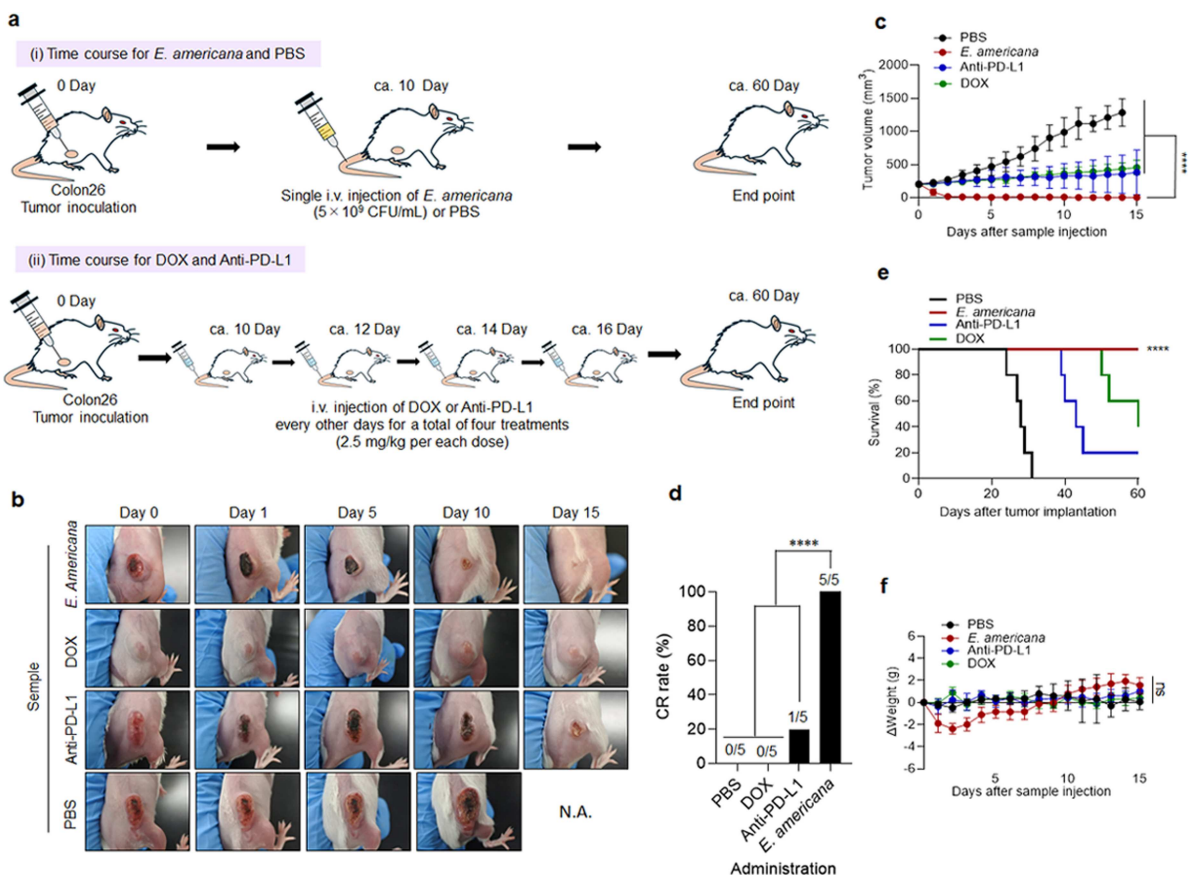 a
(i) Time course for E. americana and PBS
0 Day
ca. 10 Day
ca. 60 Day
Colon26
Tumor inoculation
Single i.v. injection of E. americana
(5×10⁹ CFU/mL) or PBS
End point
(ii) Time course for DOX and Anti-PD-L1
0 Day
ca. 10 Day
ca. 12 Day
ca. 14 Day
ca. 16 Day
ca. 60 Day
Colon26
Tumor inoculation
i.v. injection of DOX or Anti-PD-L1
every other days for a total of four treatments
(2.5 mg/kg per each dose)
End point
b
Day 0
Day 1
Day 5
Day 10
Day 15
Semple
E. Americana
DOX
Anti-PD-L1
PBS
N.A.
c
PBS
E. americana
Anti-PD-L1
DOX
Tumor volume (mm³)
2000
1500
1000
500
0
0
5
10
15
Days after sample injection
****
d
****
CR rate (%)
100
80
60
40
20
0
0/5
0/5
1/5
5/5
PBS
DOX
Anti-PD-L1
E. americana
Administration
e
PBS
E. americana
Anti-PD-L1
DOX
Survival (%)
100
80
60
40
20
0
0
20
40
60
****
Days after tumor implantation
f
PBS
E. americana
Anti-PD-L1
DOX
ΔWeight (g)
6
4
2
0
-2
-4
-6
5
10
15
ns
Days after sample injection